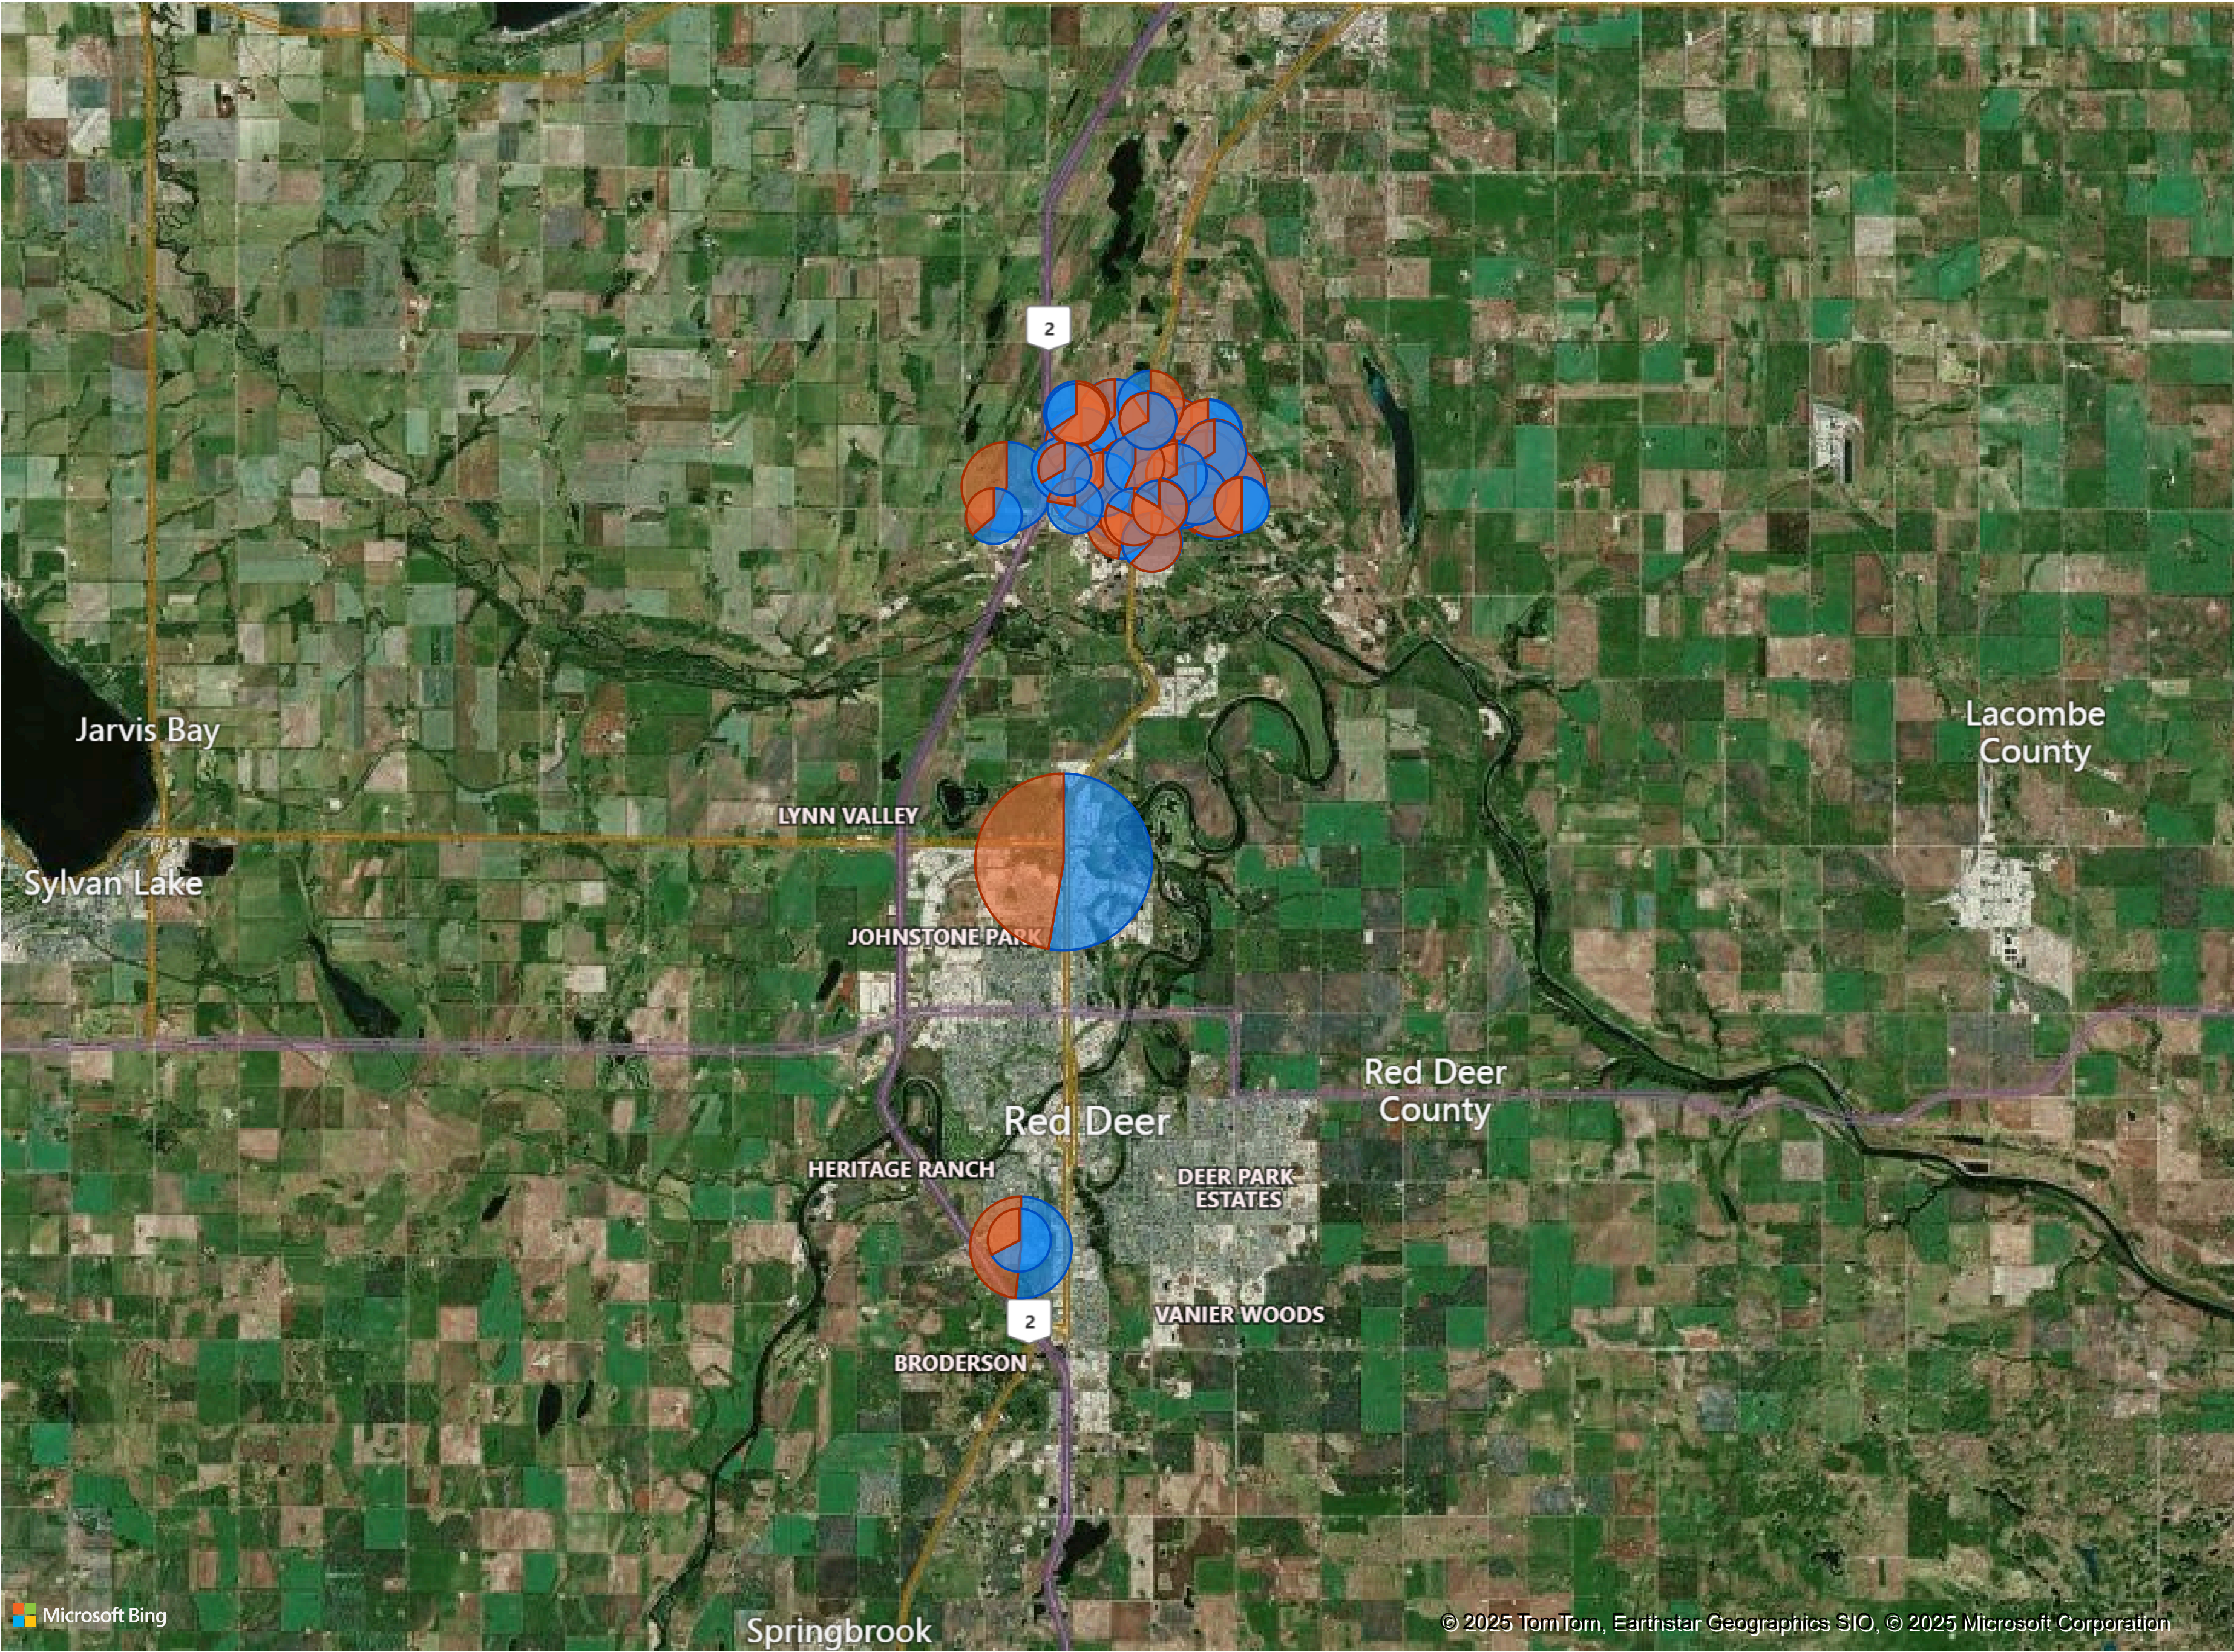 2
Jarvis Bay
Lacombe
County
LYNN VALLEY
Sylvan Lake
JOHNSTONE PARK
Red Deer
County
Red Deer
HERITAGE RANCH
DEER PARK
ESTATES
2
VANIER WOODS
BRODERSON
Microsoft Bing
Springbrook
© 2025 TomTom, Earthstar Geographics SIO, © 2025 Microsoft Corporation